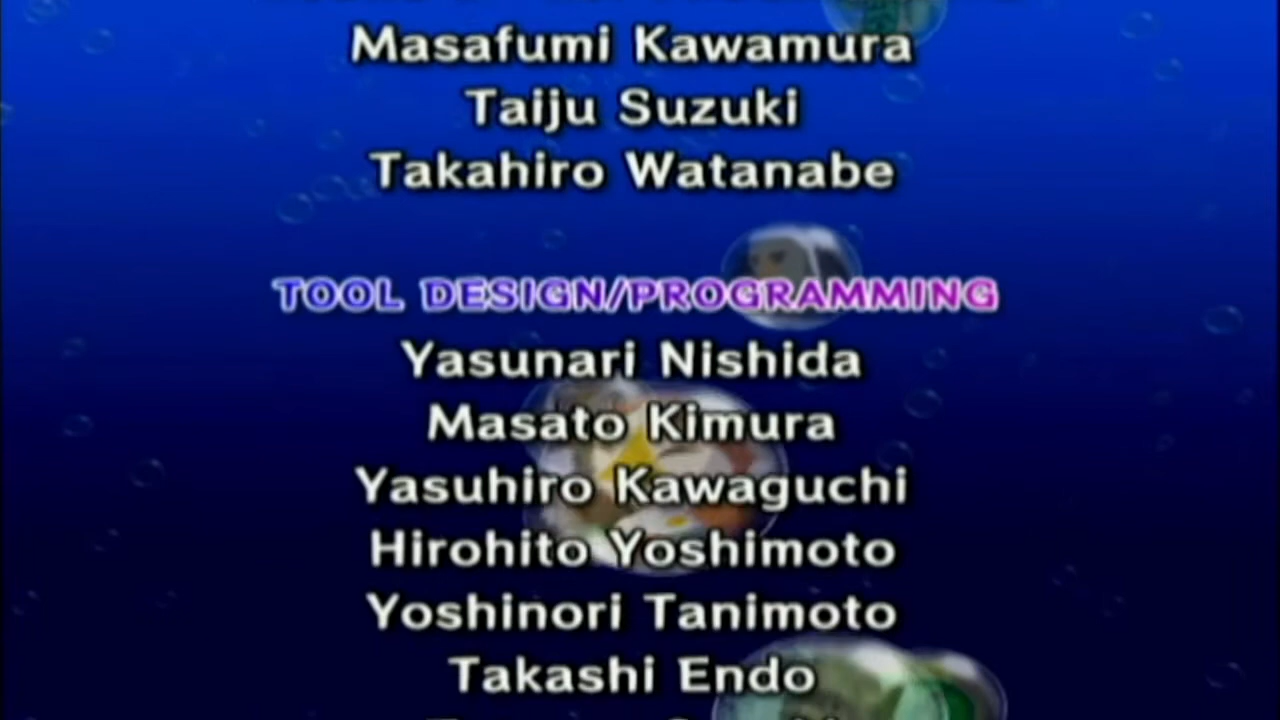 Masafumi Kawamura
Taiju Suzuki
Takahiro Watanabe
TOOL DESIGN/PROGRAMMING
Yasunari Nishida
Masato Kimura
Yasuhiro Kawaguchi
Hirohito Yoshimoto
Yoshinori Tanimoto
Takashi Endo